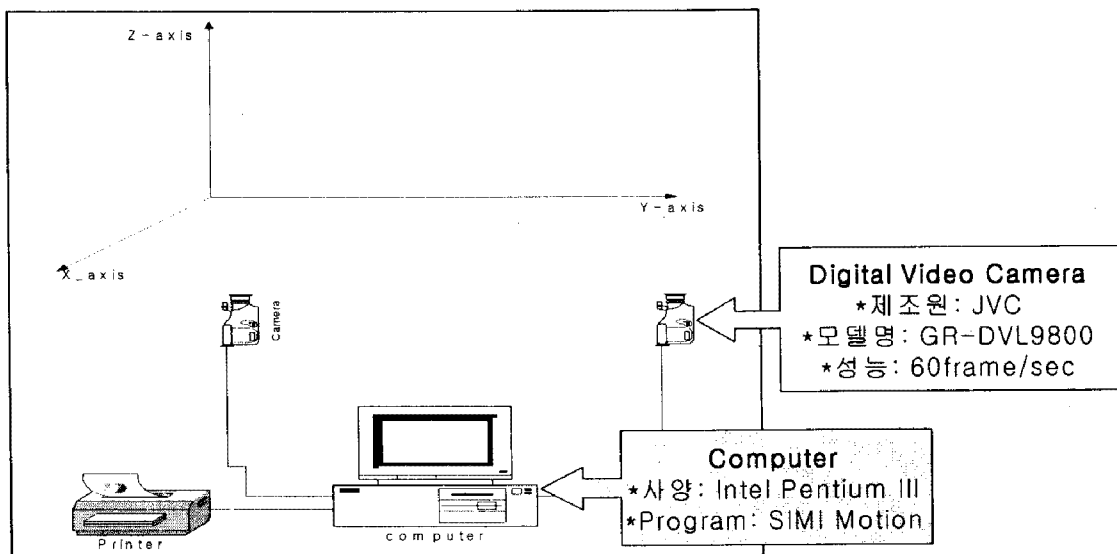 Z-axis
Y-axis
X_axis
Camera
Digital Video Camera
*제조원: JVC
*모델명: GR-DVL9800
*성능: 60frame/sec
Computer
*사양: Intel Pentium III
*Program: SIMI Motion
Printer
computer